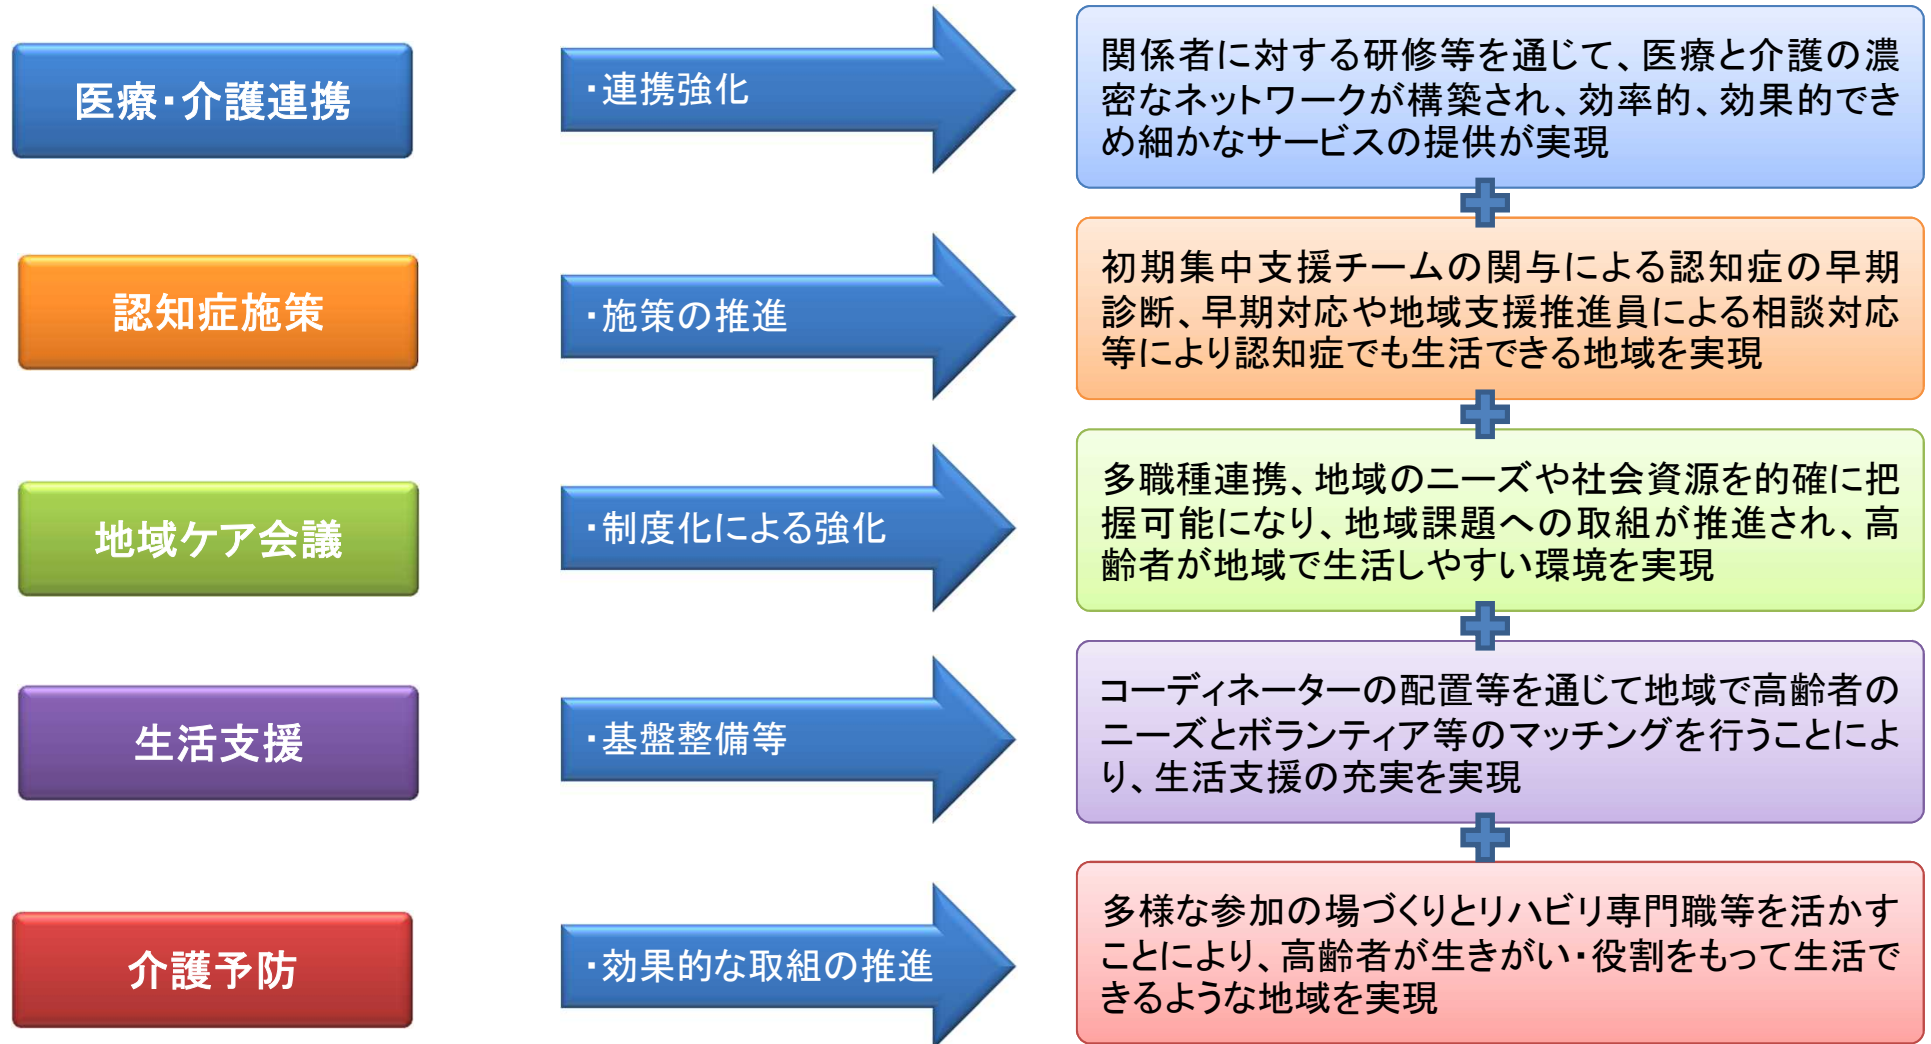 医療・介護連携
・連携強化
関係者に対する研修等を通じて、医療と介護の濃
密なネットワークが構築され、効率的、効果的でき
め細かなサービスの提供が実現
認知症施策
・施策の推進
初期集中支援チームの関与による認知症の早期
診断、早期対応や地域支援推進員による相談対応
等により認知症でも生活できる地域を実現
地域ケア会議
・制度化による強化
多職種連携、地域のニーズや社会資源を的確に把
握可能になり、地域課題への取組が推進され、高
齢者が地域で生活しやすい環境を実現
生活支援
・基盤整備等
コーディネーターの配置等を通じて地域で高齢者の
ニーズとボランティア等のマッチングを行うことによ
り、生活支援の充実を実現
介護予防
・効果的な取組の推進
多様な参加の場づくりとリハビリ専門職等を活かす
ことにより、高齢者が生きがい・役割をもって生活で
きるような地域を実現